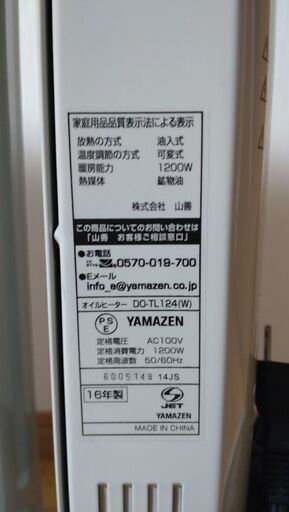 家庭用品品質表示法による表示
放熱の方式 油入式
温度調節の方式 可変式
暖房能力 1200W
熱媒体 鉱物油
株式会社 山善
この商品についてのお問い合わせは
「山善 お客様ご相談窓口」
●お電話
0570-019-700
●Eメール
info_a@yamazen.co.jp
オイルヒーター DO-TL124(W)
PSE YAMAZEN
定格電圧 AC100V
定格消費電力 1200W
定格周波数 50/60Hz
6005148 14JS
16年製
JET
YAMAZEN
MADE IN CHINA